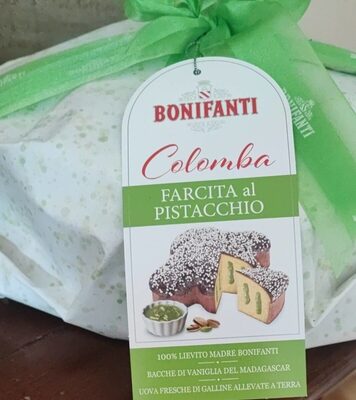 BONIFANTI
Colomba
FARCITA al
PISTACCHIO
100% LIEVITO MADRE BONIFANTI
BACCHE DI VANIGLIA DEL MADAGASCAR
UOVA FRESCHE DI GALLINE ALLEVATE A TERRA
BONIFANTI